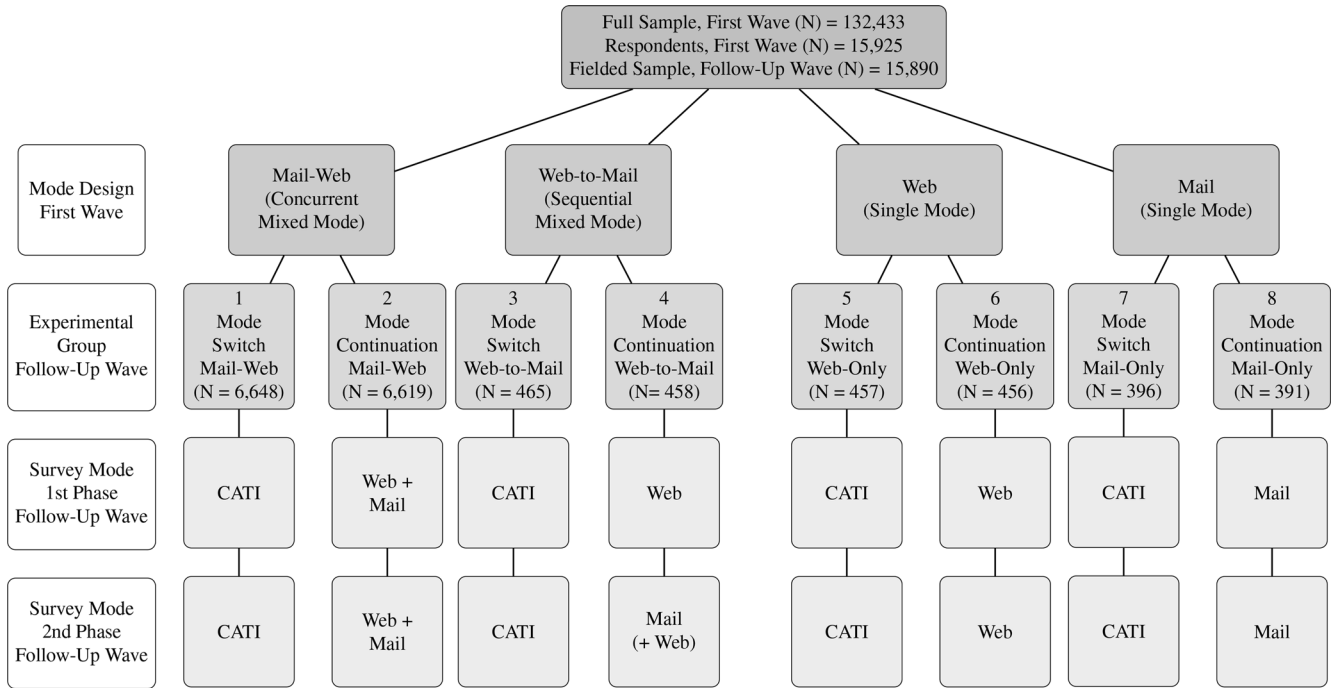 Full Sample, First Wave (N) = 132,433
Respondents, First Wave (N) = 15,925
Fielded Sample, Follow-Up Wave (N) = 15,890
Mode Design
First Wave
Mail-Web
(Concurrent
Mixed Mode)
Web-to-Mail
(Sequential
Mixed Mode)
Web
(Single Mode)
Mail
(Single Mode)
Experimental
Group
Follow-Up Wave
1
Mode
Switch
Mail-Web
(N = 6,648)
2
Mode
Continuation
Mail-Web
(N = 6,619)
3
Mode
Switch
Web-to-Mail
(N = 465)
4
Mode
Continuation
Web-to-Mail
(N= 458)
5
Mode
Switch
Web-Only
(N = 457)
6
Mode
Continuation
Web-Only
(N = 456)
7
Mode
Switch
Mail-Only
(N = 396)
8
Mode
Continuation
Mail-Only
(N = 391)
Survey Mode
1st Phase
Follow-Up Wave
CATI
Web +
Mail
CATI
Web
CATI
Web
CATI
Mail
Survey Mode
2nd Phase
Follow-Up Wave
CATI
Web +
Mail
CATI
Mail
(+ Web)
CATI
Web
CATI
Mail